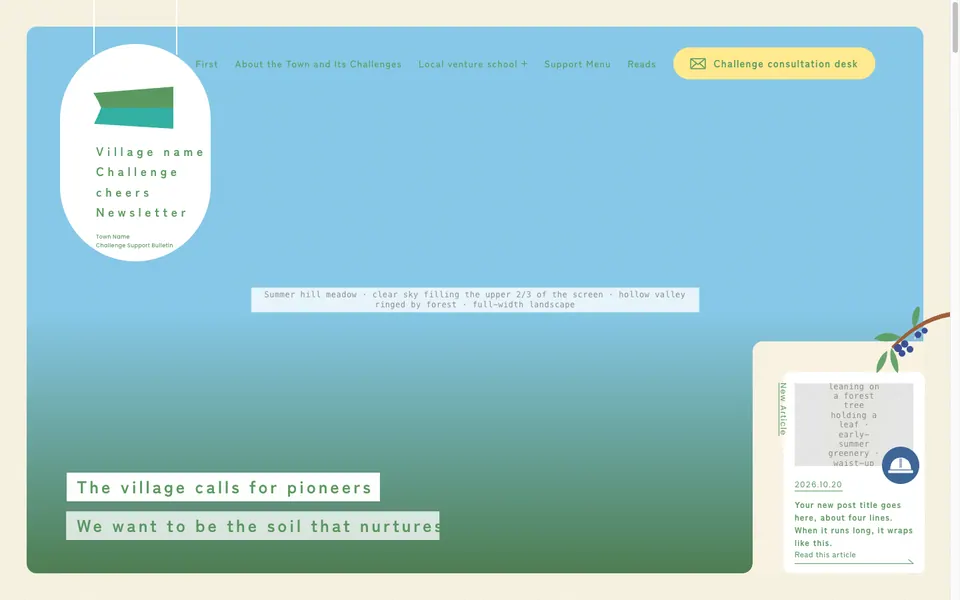 First
About the Town and Its Challenges
Local venture school +
Support Menu
Reads
Challenge consultation desk
Village name
Challenge
cheers
Newsletter
Town Name
Challenge Support Bulletin
Summer hill meadow · clear sky filling the upper 2/3 of the screen · hollow valley
ringed by forest · full-width landscape
The village calls for pioneers
We want to be the soil that nurtures
New Article
leaning on
a forest
tree
holding a
leaf ·
early-
summer
greenery ·
waist-up
2026.10.20
Your new post title goes
here, about four lines.
When it runs long, it wraps
like this.
Read this article